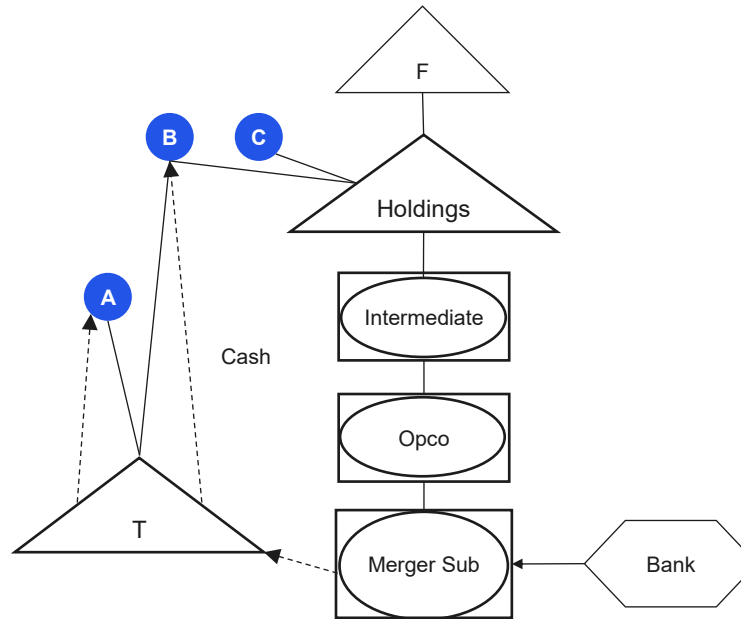 F
B
C
Holdings
A
Intermediate
Cash
Opco
T
Merger Sub
Bank